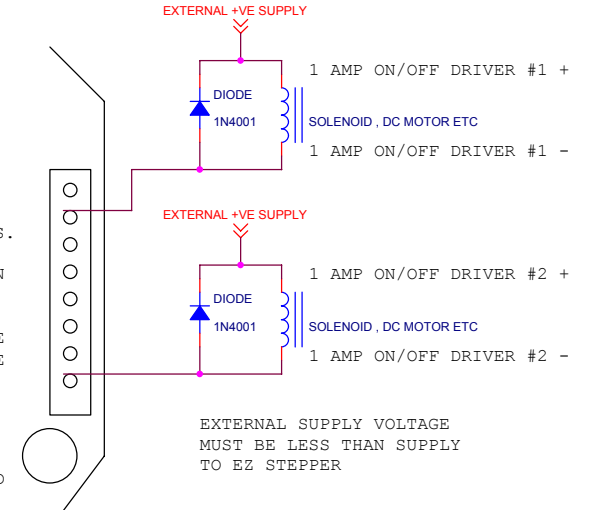 EXTERNAL +VE SUPPLY
1 AMP ON/OFF DRIVER #1 +
DIODE
1N4001
SOLENOID , DC MOTOR ETC
1 AMP ON/OFF DRIVER #1 -
S.
EXTERNAL +VE SUPPLY
N
1 AMP ON/OFF DRIVER #2 +
DIODE
1N4001
SOLENOID , DC MOTOR ETC
E
E
1 AMP ON/OFF DRIVER #2 -
EXTERNAL SUPPLY VOLTAGE
MUST BE LESS THAN SUPPLY
TO EZ STEPPER